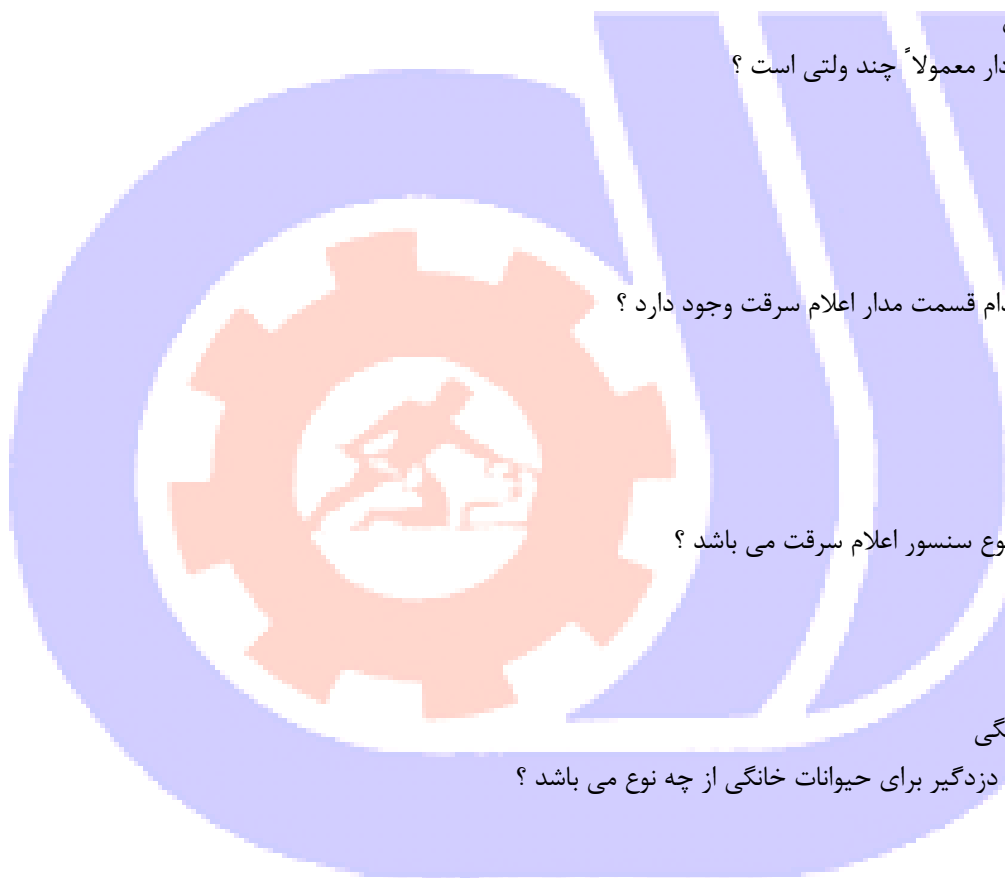 دار معمولاً چند ولتی است ؟
دام قسمت مدار اعلام سرقت وجود دارد ؟
وع سنسور اعلام سرقت می باشد ؟
گی
دزدگیر برای حیوانات خانگی از چه نوع می باشد ؟